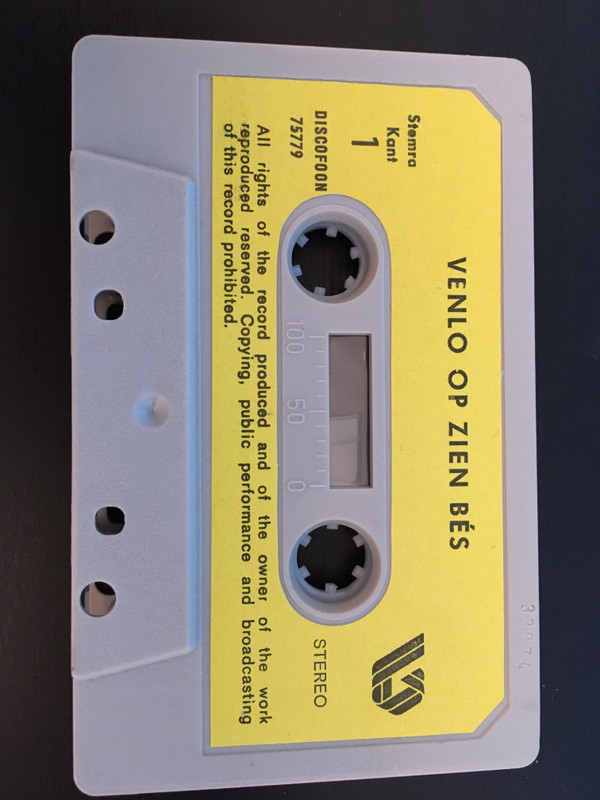 VENLO OP ZIEN BÉS
Stemra
Kant
1
DISCOFOON
75779
STEREO
100 50 0
All rights of the record produced and of the owner of the work
reproduced reserved. Copying, public performance and broadcasting
of this record prohibited.